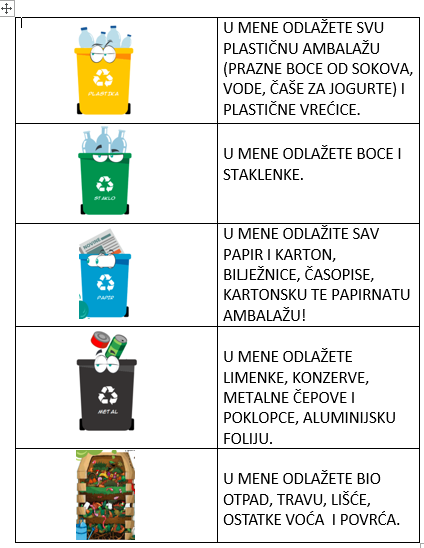 U MENE ODLAŽETE SVU
PLASTIČNU AMBALAŽU
(PRAZNE BOCE OD SOKOVA,
VODE, ČAŠE ZA JOGURTE) I
PLASTIČNE VREĆICE.
PLASTIKA
U MENE ODLAŽETE BOCE I
STAKLENKE.
STAKLO
U MENE ODLAŽITE SAV
PAPIR I KARTON,
BILJEŽNICE, ČASOPISE,
KARTONSKU TE PAPIRNATU
AMBALAŽU!
NOVINE
PAPIR
U MENE ODLAŽETE
LIMENKE, KONZERVE,
METALNE ČEPOVE I
POKLOPCE, ALUMINIJSKU
FOLIJU.
METAL
U MENE ODLAŽETE BIO
OTPAD, TRAVU, LIŠĆE,
OSTATKE VOĆA  I POVRĆA.